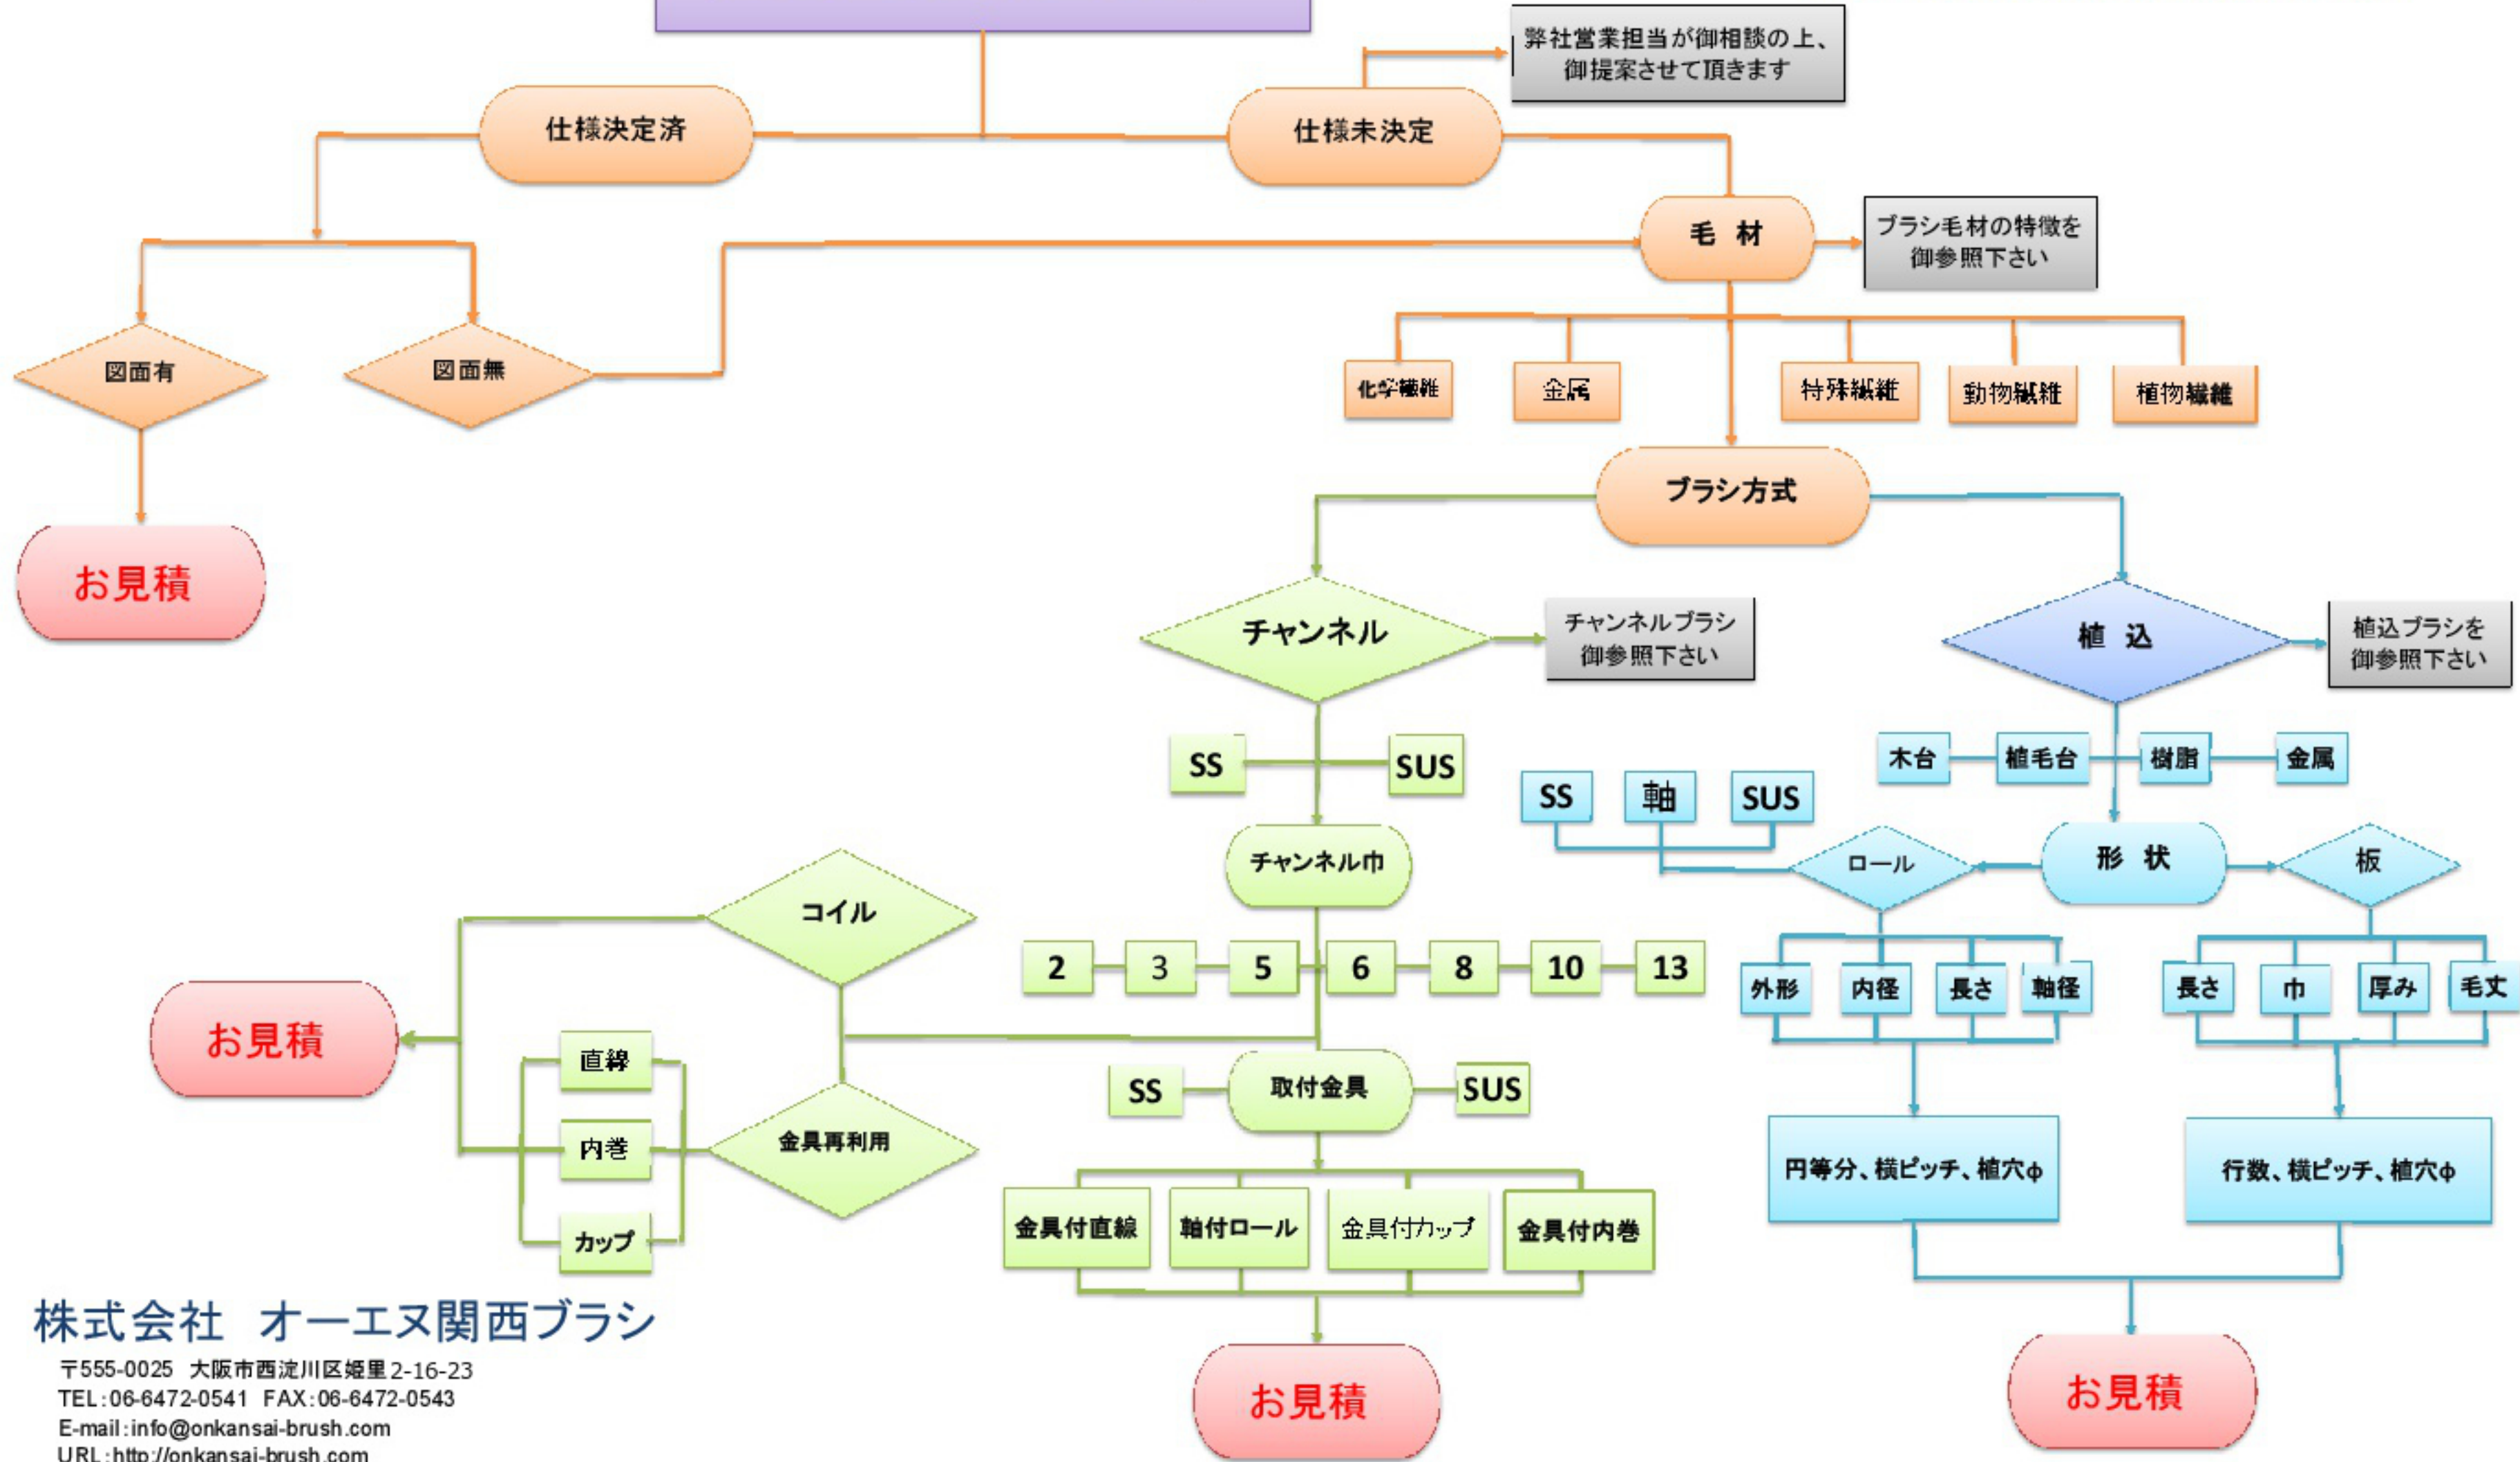 弊社営業担当が御相談の上、
御提案させて頂きます
仕様決定済
仕様未決定
毛 材
ブラシ毛材の特徴を
御参照下さい
図面有
図面無
化学繊維
金属
特殊繊維
動物繊維
植物繊維
ブラシ方式
お見積
チャンネル
チャンネルブラシ
御参照下さい
植 込
植込ブラシを
御参照下さい
SS
SUS
木台
植毛台
樹脂
金属
SS
軸
SUS
チャンネル巾
ロール
形 状
板
コイル
2
3
5
6
8
10
13
外形
内径
長さ
軸径
長さ
巾
厚み
毛丈
お見積
直線
内巻
カップ
金具再利用
SS
取付金具
SUS
円等分、横ピッチ、植穴φ
行数、横ピッチ、植穴φ
金具付直線
軸付ロール
金具付カップ
金具付内巻
お見積
お見積
株式会社 オーエヌ関西ブラシ
〒555-0025 大阪市西淀川区姫里2-16-23
TEL:06-6472-0541 FAX:06-6472-0543
E-mail:info@onkansai-brush.com
URL:http://onkansai-brush.com